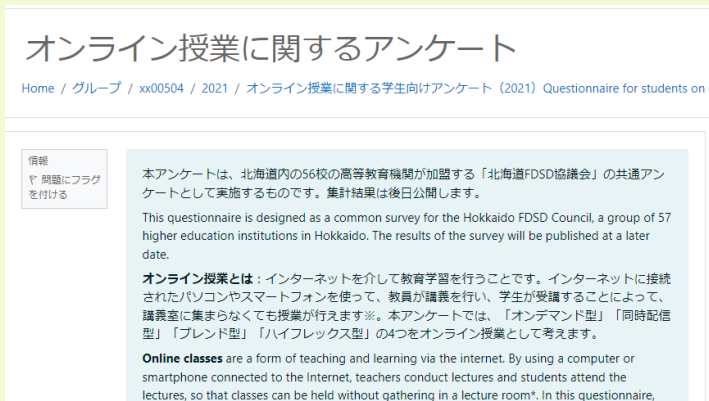 オンライン授業に関するアンケート
Home / グループ / xx00504 / 2021 / オンライン授業に関する学生向けアンケート（2021）Questionnaire for students on
情報
問題にフラグ
を付ける
本アンケートは、北海道内の56校の高等教育機関が加盟する「北海道FDSD協議会」の共通アン
ケートとして実施するものです。集計結果は後日公開します。
This questionnaire is designed as a common survey for the Hokkaido FDSD Council, a group of 57
higher education institutions in Hokkaido. The results of the survey will be published at a later
date.
オンライン授業とは：インターネットを介して教育学習を行うことです。インターネットに接続
されたパソコンやスマートフォンを使って、教員が講義を行い、学生が受講することによって、
講義室に集まらなくても授業が行えます※。本アンケートでは、「オンデマンド型」「同時配信
型」「ブレンド型」「ハイフレックス型」の4つをオンライン授業として考えます。
Online classes are a form of teaching and learning via the internet. By using a computer or
smartphone connected to the Internet, teachers conduct lectures and students attend the
lectures, so that classes can be held without gathering in a lecture room*. In this questionnaire,